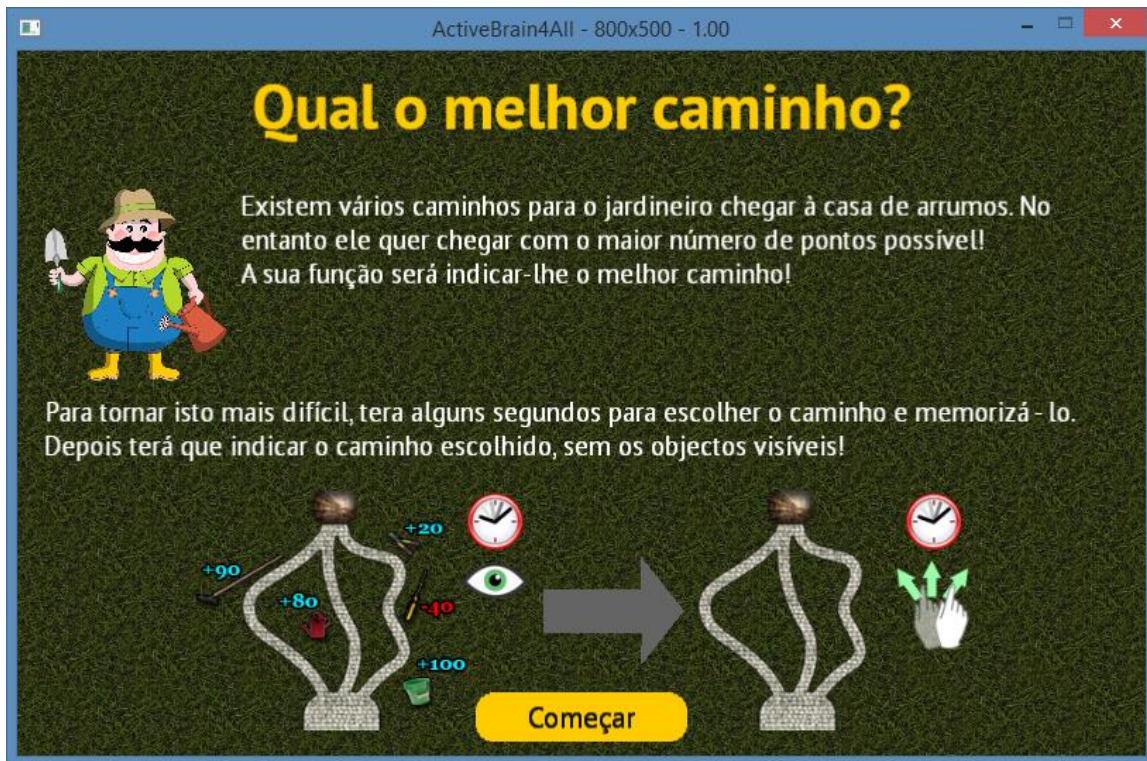 ActiveBrain4All - 800x500 - 1.00
Qual o melhor caminho?
Existem vários caminhos para o jardineiro chegar à casa de arrumos. No
entanto ele quer chegar com o maior número de pontos possível!
A sua função será indicar-lhe o melhor caminho!
Para tornar isto mais difícil, tera alguns segundos para escolher o caminho e memorizá - lo.
Depois terá que indicar o caminho escolhido, sem os objectos visíveis!
+20
+90
+80
-40
+100
Começar